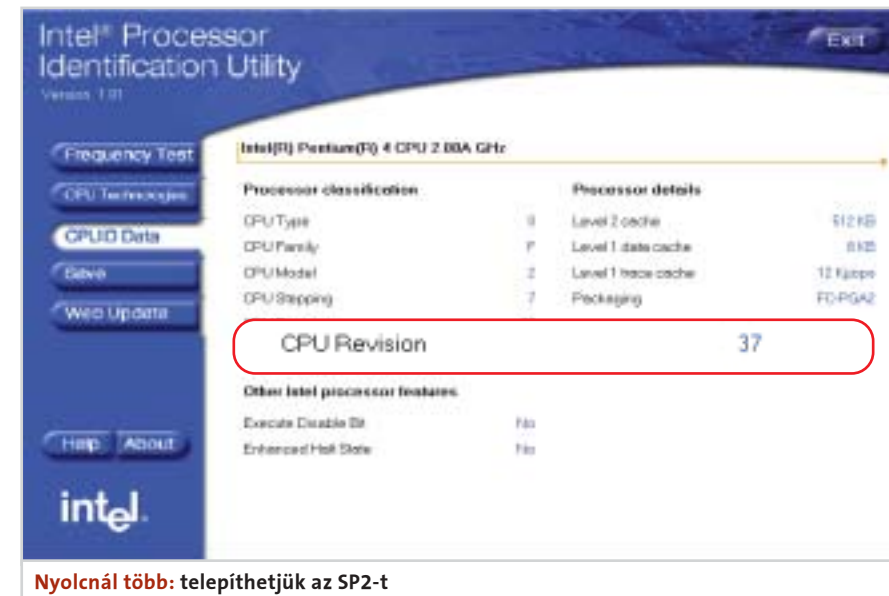 Intel® Processor
Identification Utility
Exit
Version 1.01
Frequency Test
CPU Technologies
CPUID Data
Save
Web Update
Help
About
intel.
Intel(R) Pentium(R) 4 CPU 2.00A GHz
Processor classification
CPU Type 0
CPU Family F
CPU Model 2
CPU Stepping 7
Processor details
Level 2 cache 512 KB
Level 1 data cache 8 KB
Level 1 trace cache 12 Kµops
Packaging FC-PGA2
CPU Revision 37
Other Intel processor features
Execute Disable Bit No
Enhanced Halt State No
Nyolcnál több: telepíthetjük az SP2-t